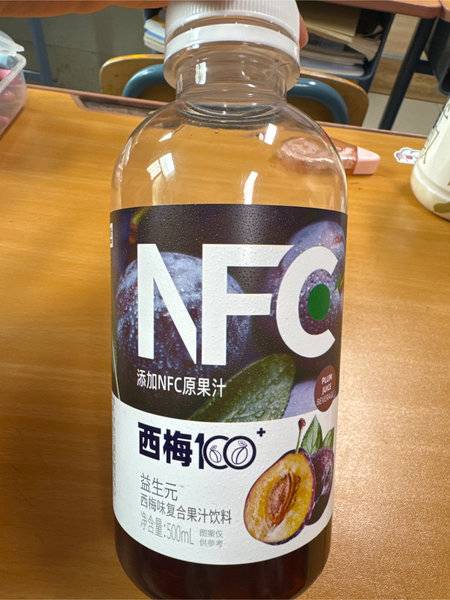 NFC
添加NFC原果汁
PLUM
JUICE
BEVERAGE
西梅100+
益生元
西梅味复合果汁饮料
净含量:500mL
图案仅
供参考